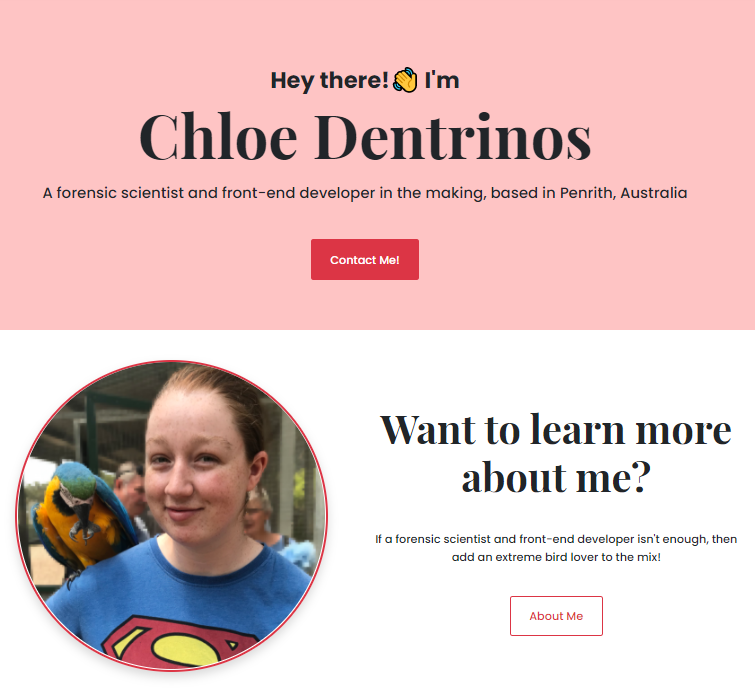 Hey there!👋 I'm
Chloe Dentrinos
A forensic scientist and front-end developer in the making, based in Penrith, Australia
Contact Me!
Want to learn more
about me?
If a forensic scientist and front-end developer isn't enough, then
add an extreme bird lover to the mix!
About Me